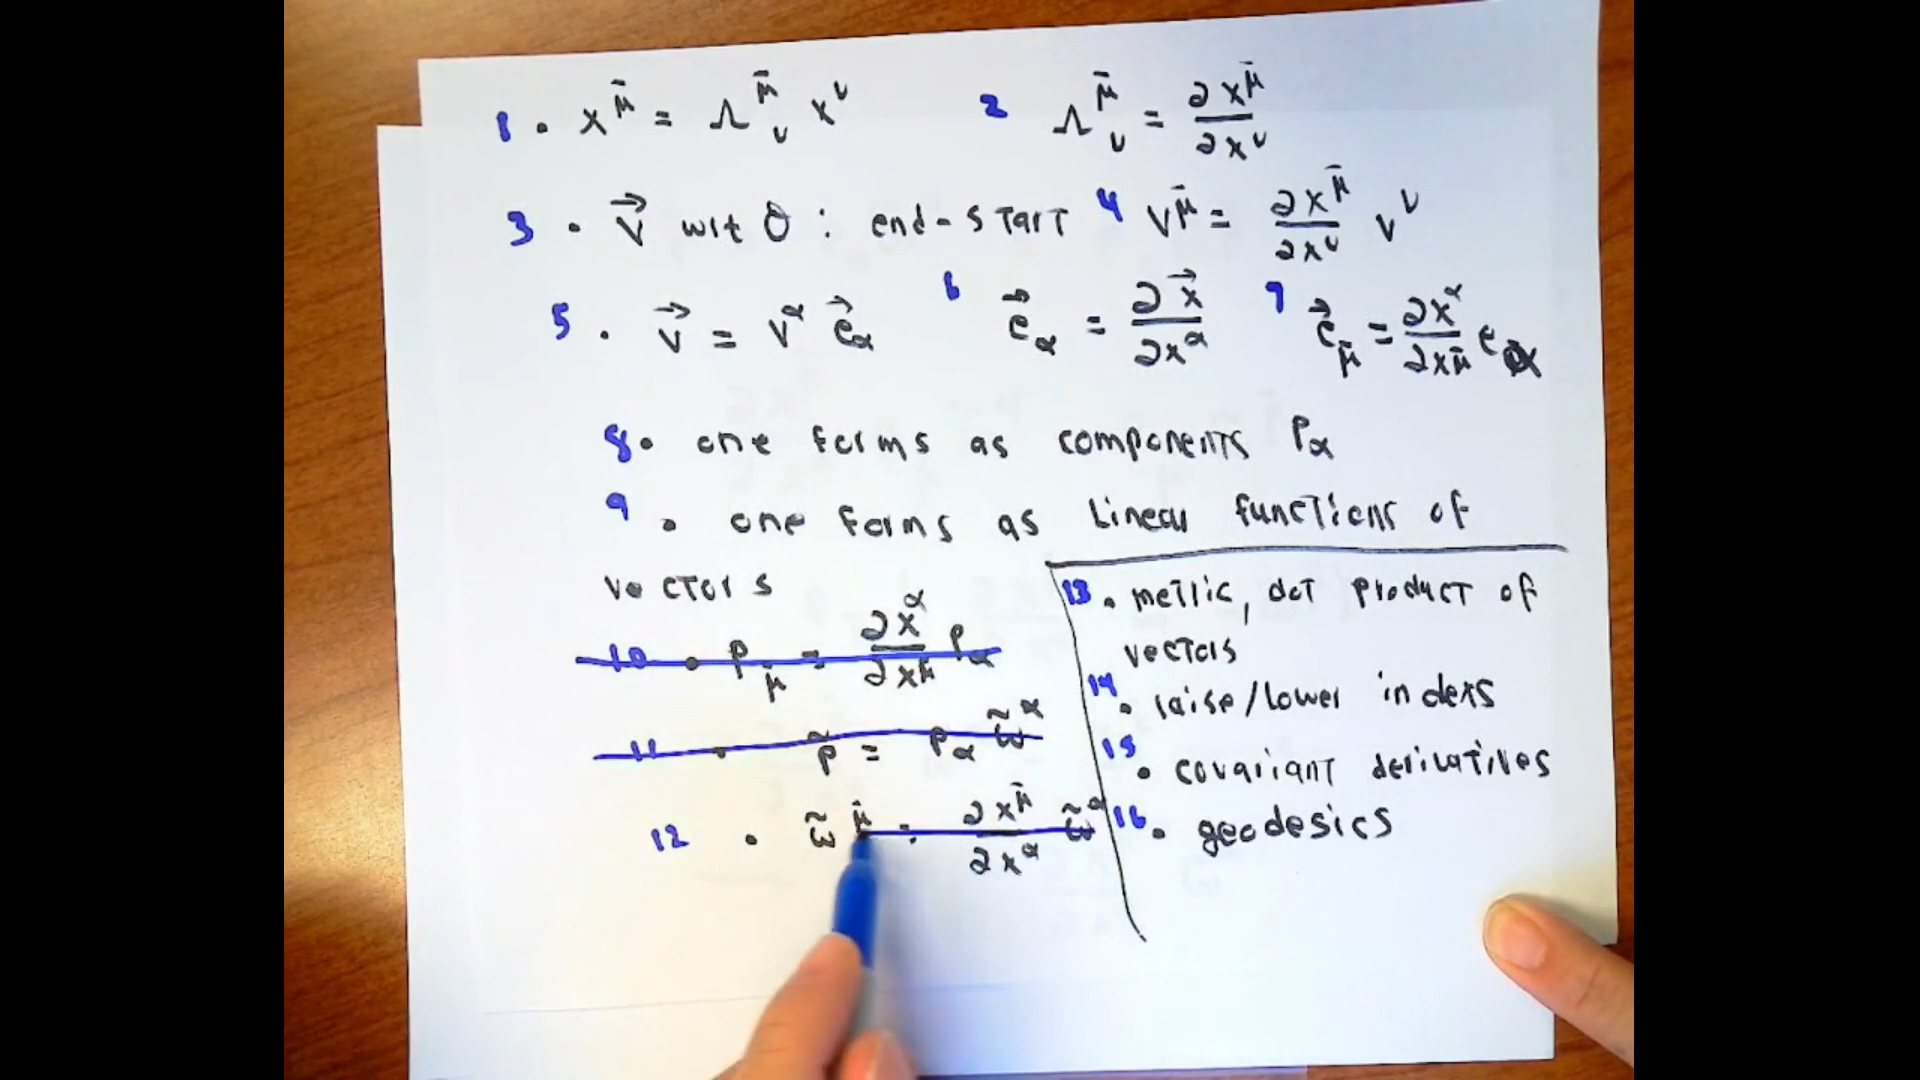 1 • x^μ̄ = Λ^μ̄_ν x^ν 2 Λ^μ̄_ν = ∂x^μ̄/∂x^ν
3 • V⃗ wrt O : end-start 4 V^μ̄ = ∂x^μ̄/∂x^ν V^ν
5 • V⃗ = V^α e⃗_α 6 e⃗_α = ∂x⃗/∂x^α 7 e⃗_μ̄ = ∂x^α/∂x^μ̄ e_α
8 • one forms as components P_α
9 • one forms as linear functions of
vectors
10 • P_μ̄ = ∂x^α/∂x^μ̄ P_α
11 • p̃ = P_α ω̃^α
12 • ω̃^μ̄ = ∂x^μ̄/∂x^α ω̃^α
13 • metric, dot product of
vectors
14 • raise/lower indexs
15 • covariant derivatives
16 • geodesics